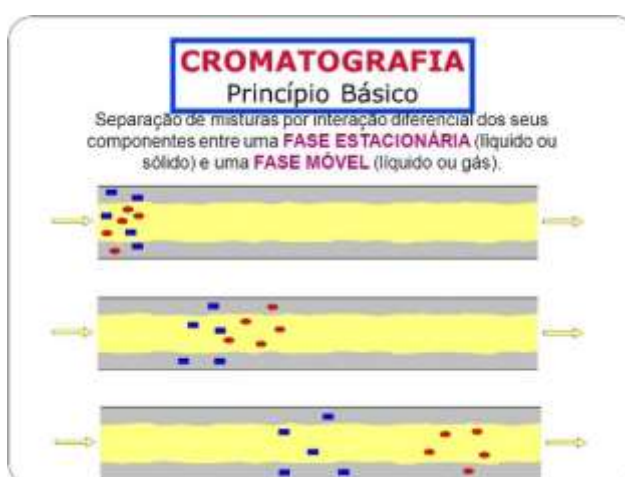 CROMATOGRAFIA
Princípio Básico
Separação de misturas por interação diferencial dos seus
componentes entre uma FASE ESTACIONÁRIA (líquido ou
sólido) e uma FASE MÓVEL (líquido ou gás).